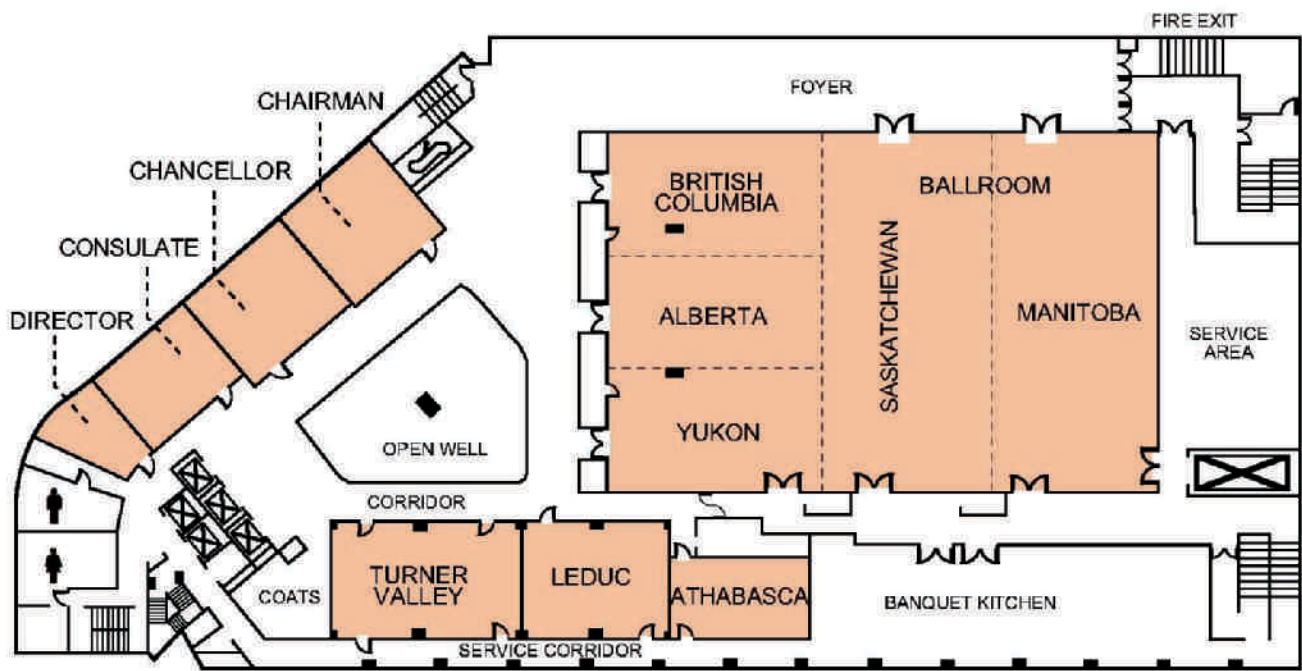 FIRE EXIT
FOYER
CHAIRMAN
CHANCELLOR
CONSULATE
DIRECTOR
BRITISH
COLUMBIA
BALLROOM
ALBERTA
SASKATCHEWAN
MANITOBA
SERVICE
AREA
YUKON
OPEN WELL
CORRIDOR
TURNER
VALLEY
LEDUC
ATHABASCA
COATS
BANQUET KITCHEN
SERVICE CORRIDOR